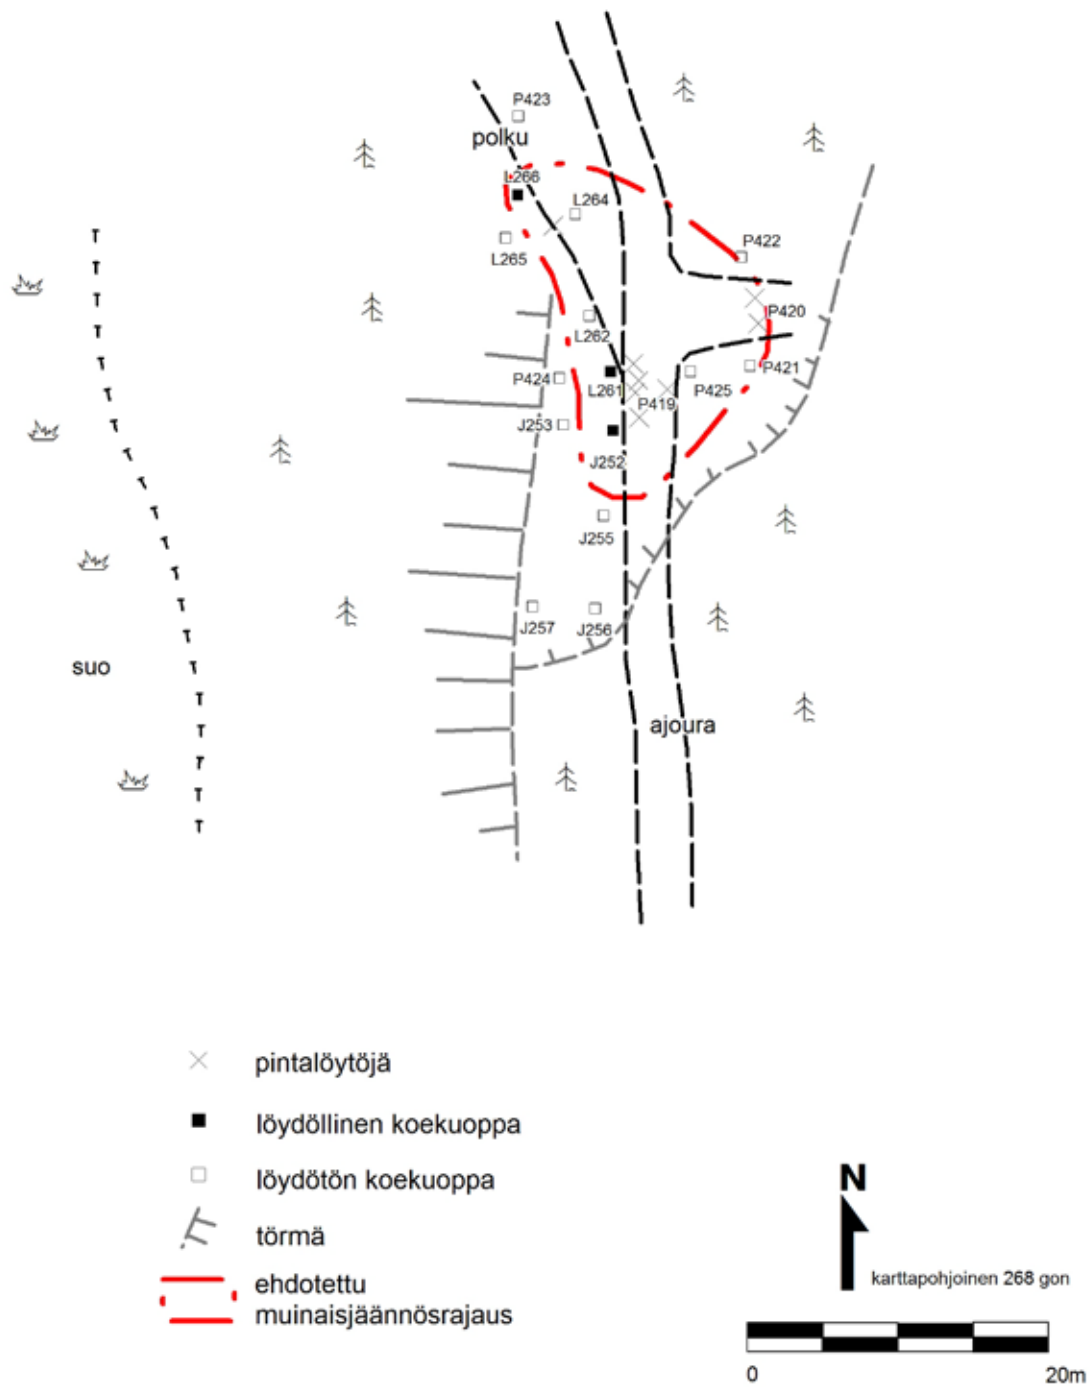 P423
polku
L266
L264
L265
P422
P420
L262
P424
L261
P419
P425
P421
J253
J252
J255
J257
J256
suo
ajoura
pintalöytöjä
löydöllinen koekuoppa
löydötön koekuoppa
törmä
ehdotettu
muinaisjäännösrajaus
N
karttapohjoinen 268 gon
0
20m